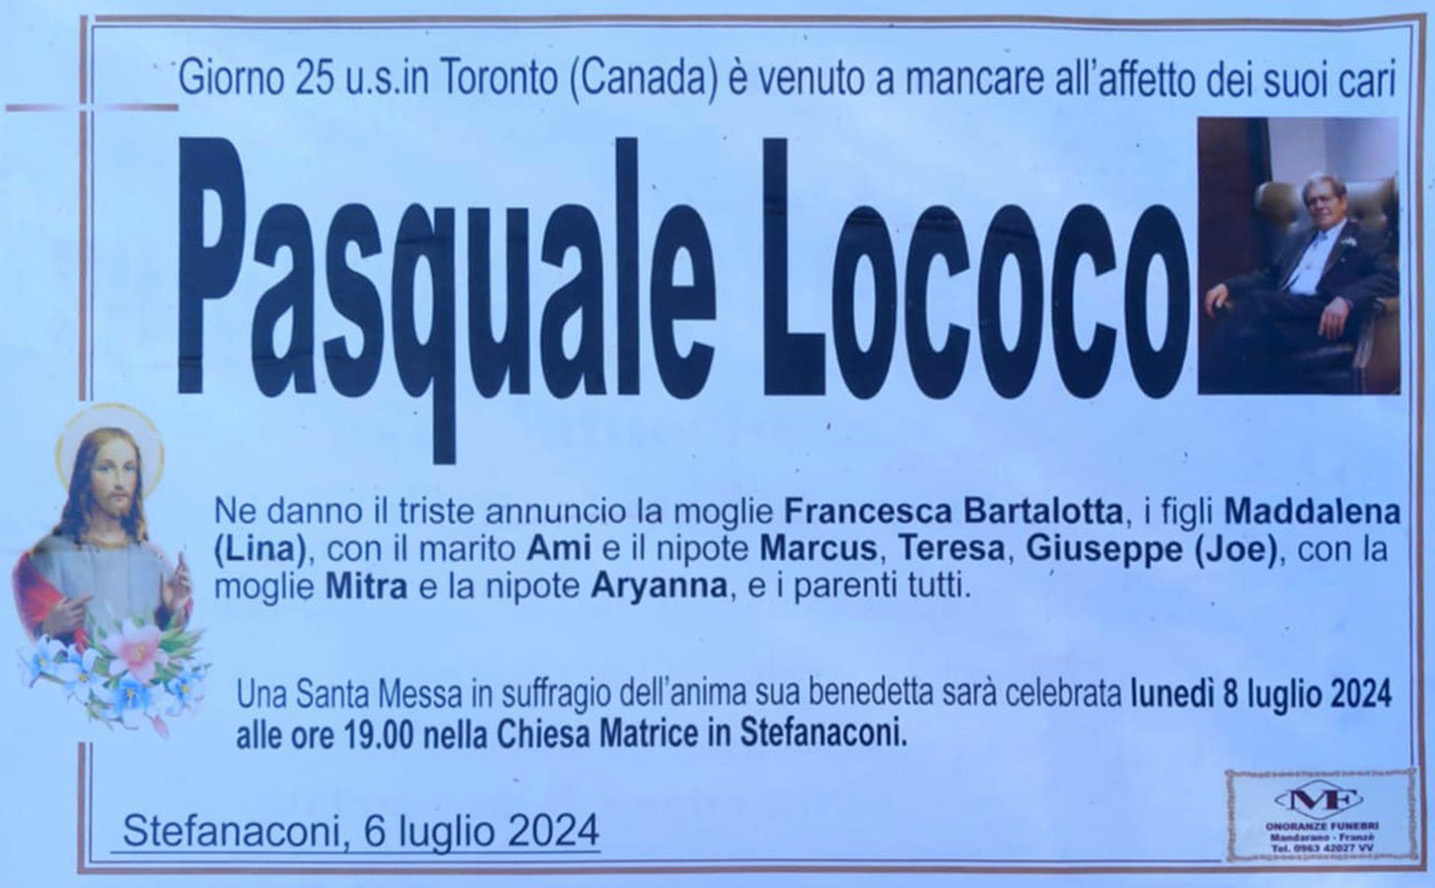 Giorno 25 u.s.in Toronto (Canada) è venuto a mancare all'affetto dei suoi cari
Pasquale Lococo
Ne danno il triste annuncio la moglie Francesca Bartalotta, i figli Maddalena
(Lina), con il marito Ami e il nipote Marcus, Teresa, Giuseppe (Joe), con la
moglie Mitra e la nipote Aryanna, e i parenti tutti.
Una Santa Messa in suffragio dell'anima sua benedetta sarà celebrata lunedì 8 luglio 2024
alle ore 19.00 nella Chiesa Matrice in Stefanaconi.
Stefanaconi, 6 luglio 2024
MF
ONORANZE FUNEBRI
Mandarano - Franzè
Tel. 0963 42027 VV